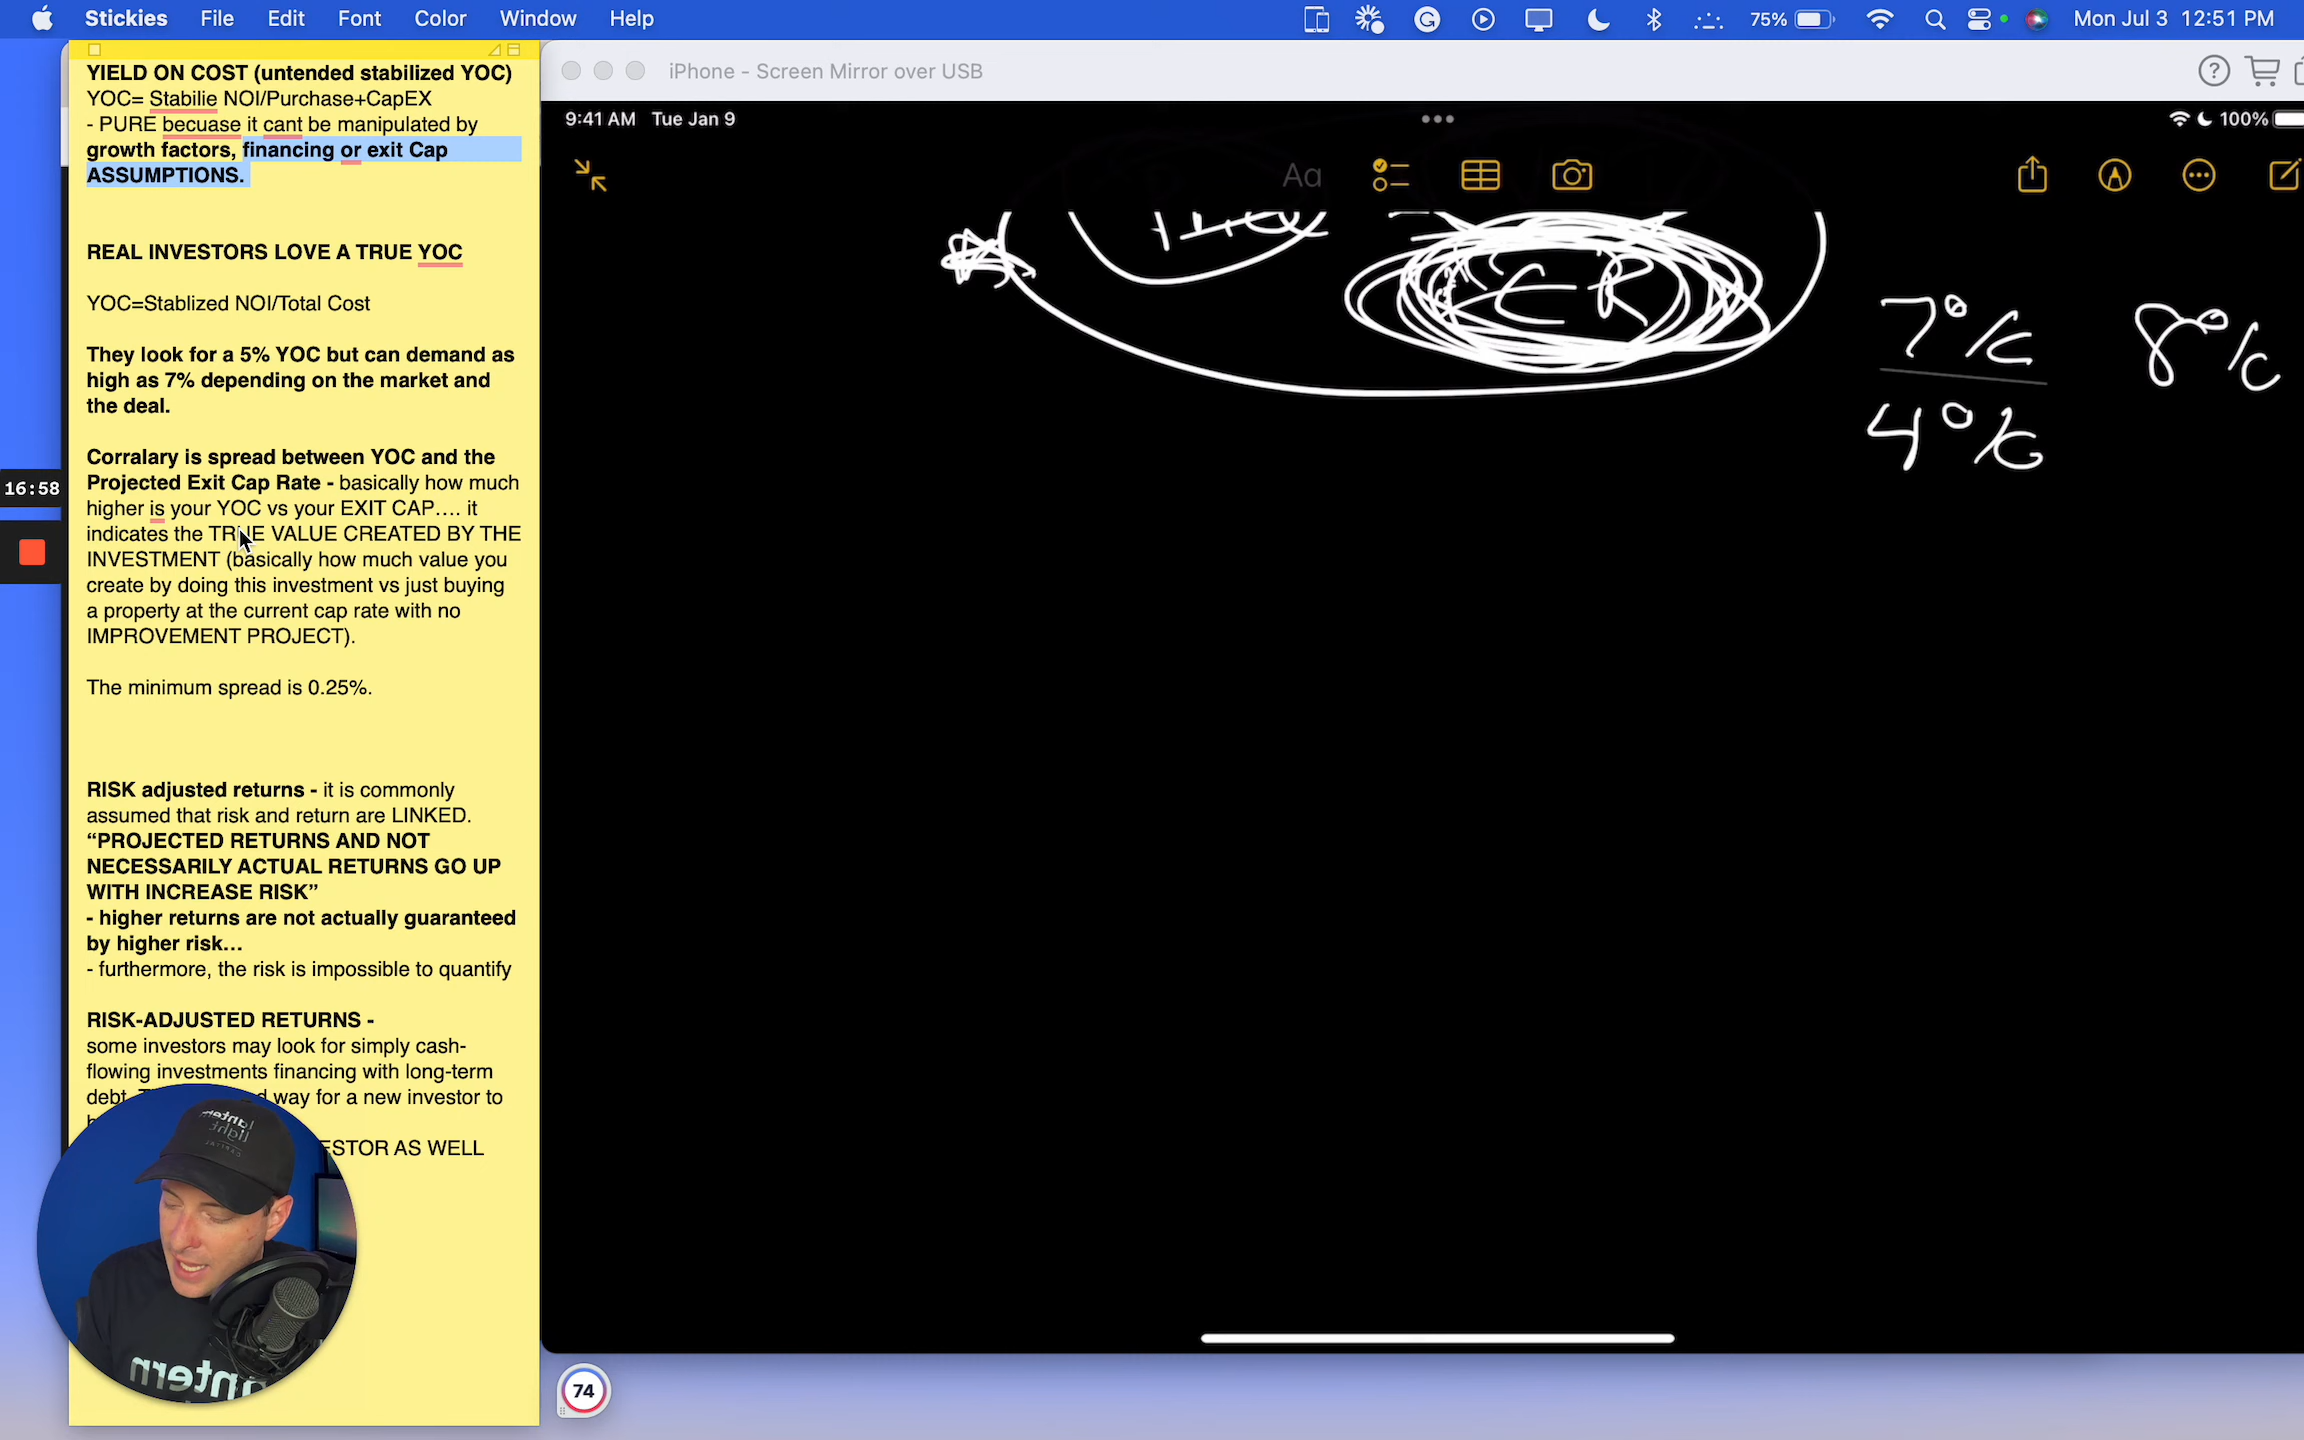 Stickies File Edit Font Color Window Help 75% Mon Jul 3 12:51 PM
YIELD ON COST (untended stabilized YOC)
YOC= Stabilie NOI/Purchase+CapEX
- PURE becuase it cant be manipulated by
growth factors, financing or exit Cap
ASSUMPTIONS.
REAL INVESTORS LOVE A TRUE YOC
YOC=Stablized NOI/Total Cost
They look for a 5% YOC but can demand as
high as 7% depending on the market and
the deal.
Corralary is spread between YOC and the
Projected Exit Cap Rate - basically how much
higher is your YOC vs your EXIT CAP.... it
indicates the TRUE VALUE CREATED BY THE
INVESTMENT (basically how much value you
create by doing this investment vs just buying
a property at the current cap rate with no
IMPROVEMENT PROJECT).
The minimum spread is 0.25%.
RISK adjusted returns - it is commonly
assumed that risk and return are LINKED.
“PROJECTED RETURNS AND NOT
NECESSARILY ACTUAL RETURNS GO UP
WITH INCREASE RISK”
- higher returns are not actually guaranteed
by higher risk...
- furthermore, the risk is impossible to quantify
RISK-ADJUSTED RETURNS -
some investors may look for simply cash-
flowing investments financing with long-term
debt. way for a new investor to
ESTOR AS WELL
16:58
lantern
light
CAPITAL
lantern
iPhone - Screen Mirror over USB
9:41 AM Tue Jan 9
100%
Aa
CR
7%
8%
4%
74